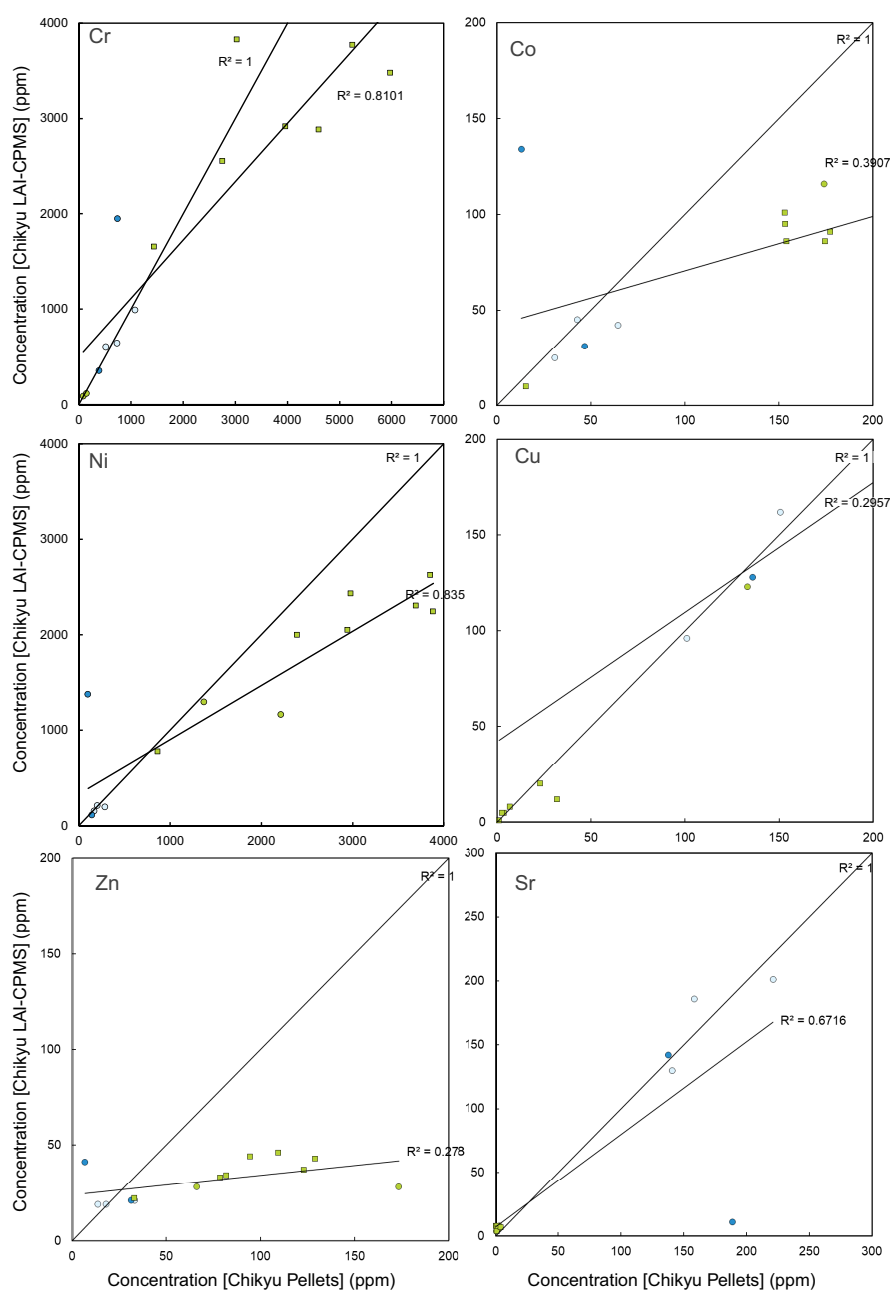 Cr
R² = 1
R² = 0.8101
4000
3000
2000
1000
0
0 1000 2000 3000 4000 5000 6000 7000
Concentration [Chikyu LAI-CPMS] (ppm)
Co
R² = 1
R² = 0.3907
200
150
100
50
0
0 50 100 150 200
Ni
R² = 1
R² = 0.835
4000
3000
2000
1000
0
0 1000 2000 3000 4000
Concentration [Chikyu LAI-CPMS] (ppm)
Cu
R² = 1
R² = 0.2957
200
150
100
50
0
0 50 100 150 200
Zn
R² = 1
R² = 0.273
200
150
100
50
0
0 50 100 150 200
Concentration [Chikyu LAI-CPMS] (ppm)
Concentration [Chikyu Pellets] (ppm)
Sr
R² = 1
R² = 0.6716
300
250
200
150
100
50
0
0 50 100 150 200 250 300
Concentration [Chikyu Pellets] (ppm)